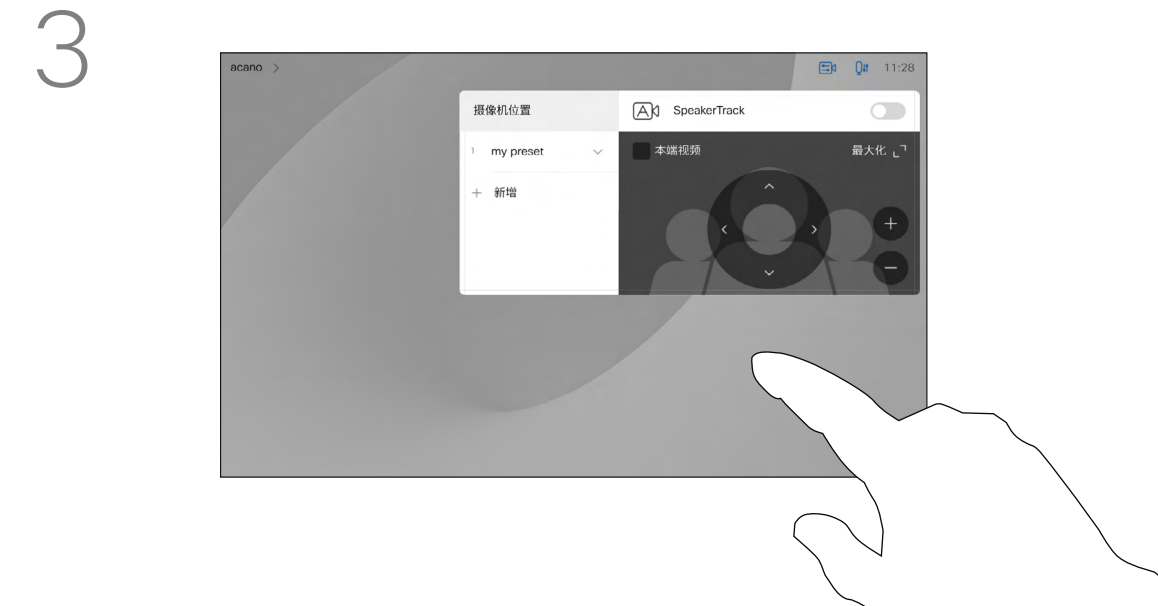 3
acano >
11:28
摄像机位置
SpeakerTrack
1 my preset
本端视频
最大化
+ 新增